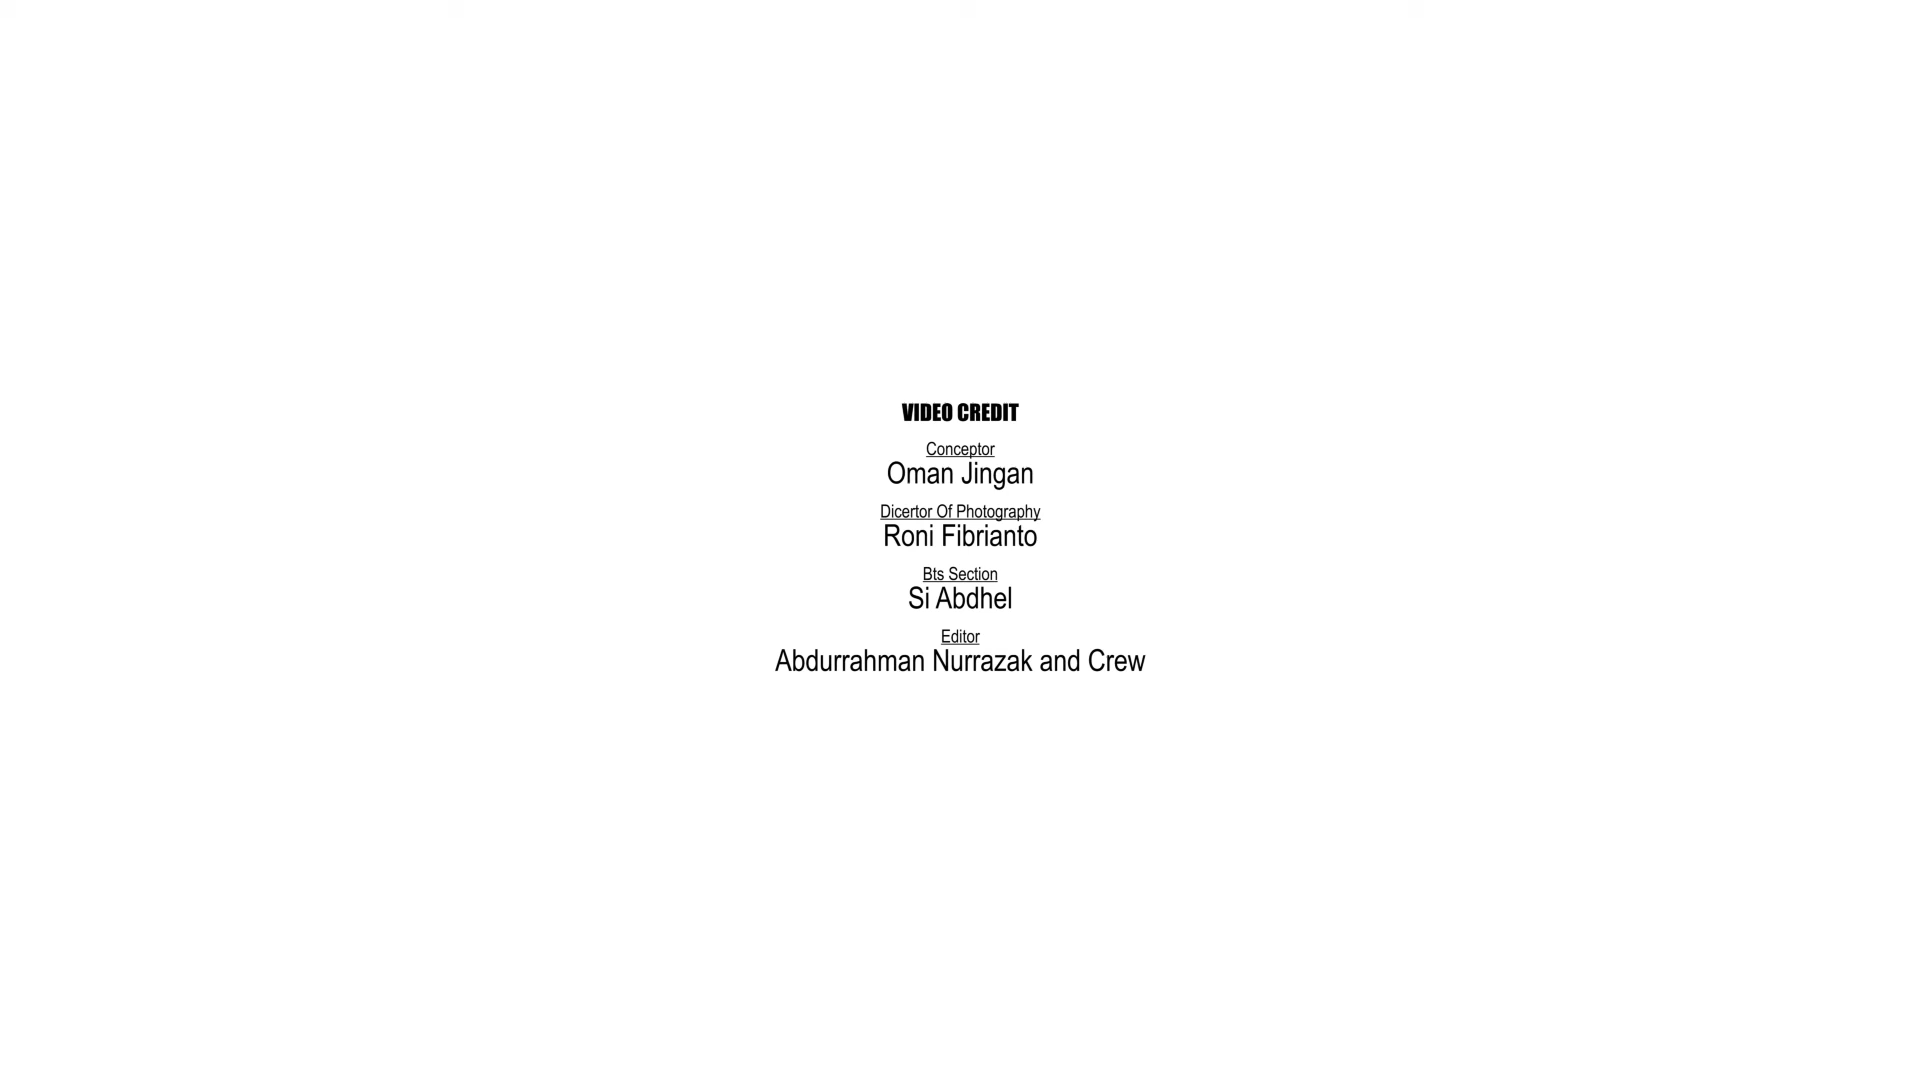 VIDEO CREDIT
Conceptor
Oman Jingan
Dicertor Of Photography
Roni Fibrianto
Bts Section
Si Abdhel
Editor
Abdurrahman Nurrazak and Crew